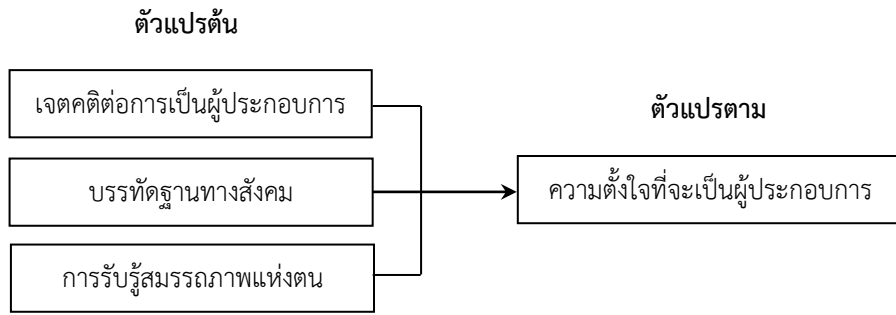 ตัวแปรต้น
เจตคติต่อการเป็นผู้ประกอบการ
บรรทัดฐานทางสังคม
การรับรู้สมรรถภาพแห่งตน
ตัวแปรตาม
ความตั้งใจที่จะเป็นผู้ประกอบการ